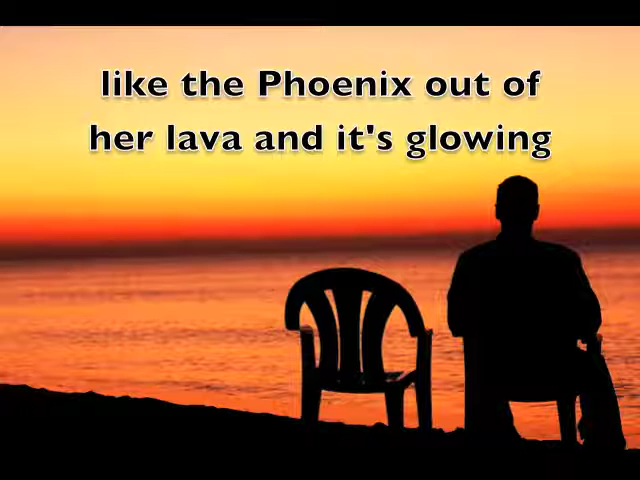 like the Phoenix out of
her lava and it's glowing